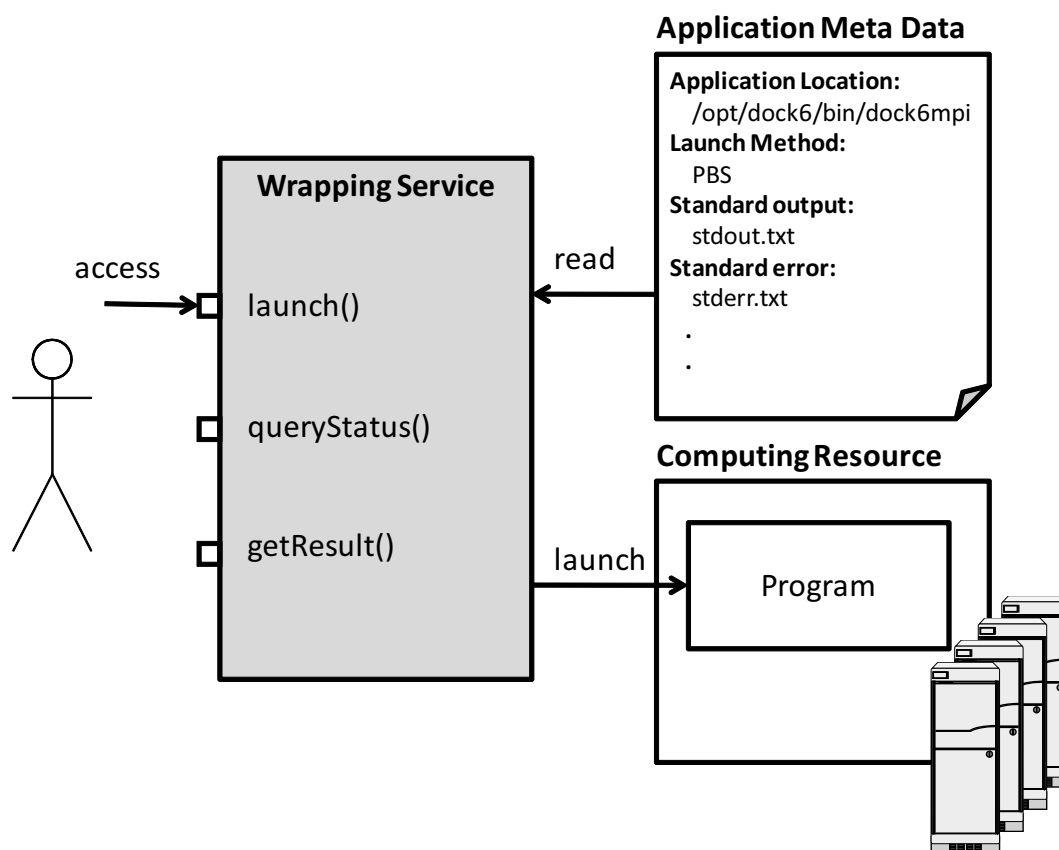 Application Meta Data
Application Location:
/opt/dock6/bin/dock6mpi
Launch Method:
PBS
Standard output:
stdout.txt
Standard error:
stderr.txt
.
.
Wrapping Service
access
read
launch()
queryStatus()
getResult()
Computing Resource
launch
Program